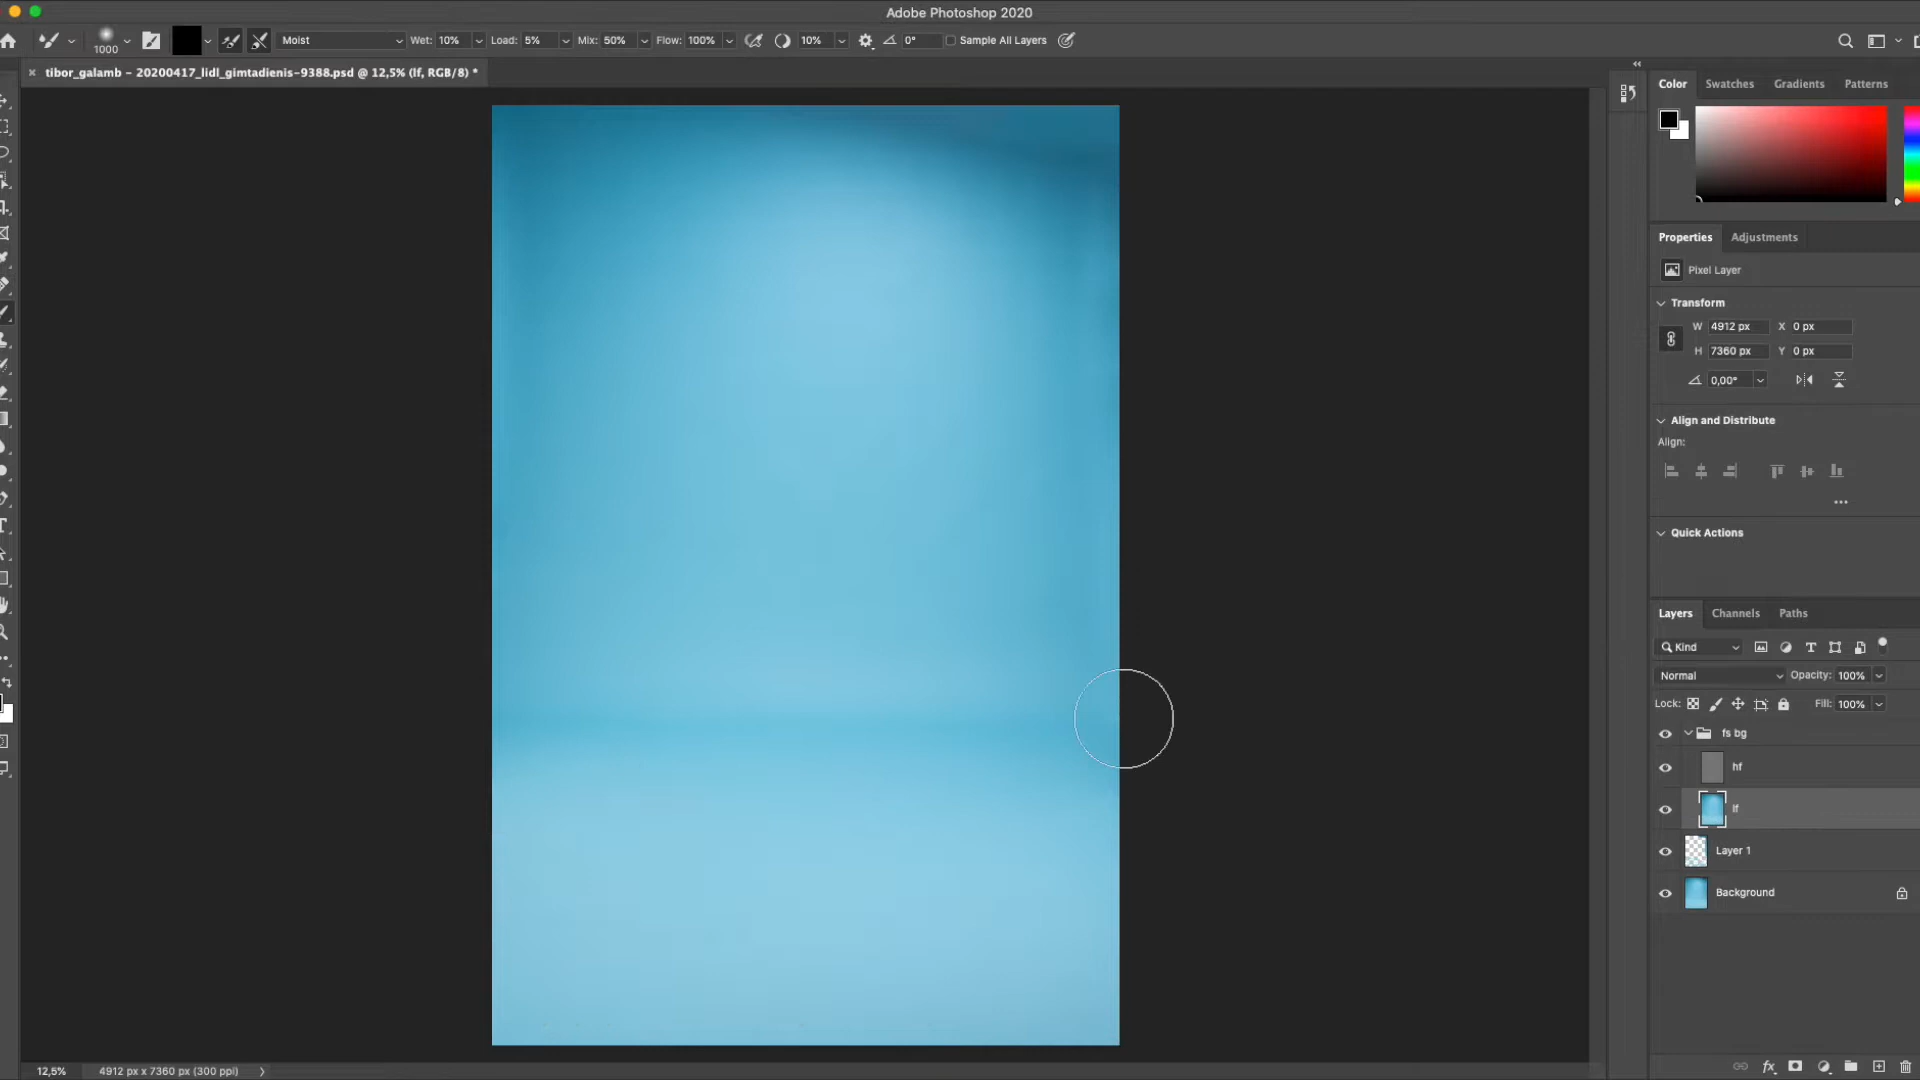 Adobe Photoshop 2020
1000 Moist Wet: 10% Load: 5% Mix: 50% Flow: 100% 10% 0° Sample All Layers
× tibor_galamb – 20200417_lidl_gimtadienis-9388.psd @ 12,5% (lf, RGB/8) *
Color Swatches Gradients Patterns
Properties Adjustments
Pixel Layer
Transform
W 4912 px X 0 px
H 7360 px Y 0 px
0,00°
Align and Distribute
Align:
Quick Actions
Layers Channels Paths
Kind
Normal Opacity: 100%
Lock: Fill: 100%
fs bg
hf
lf
Layer 1
Background
12,5% 4912 px x 7360 px (300 ppi)